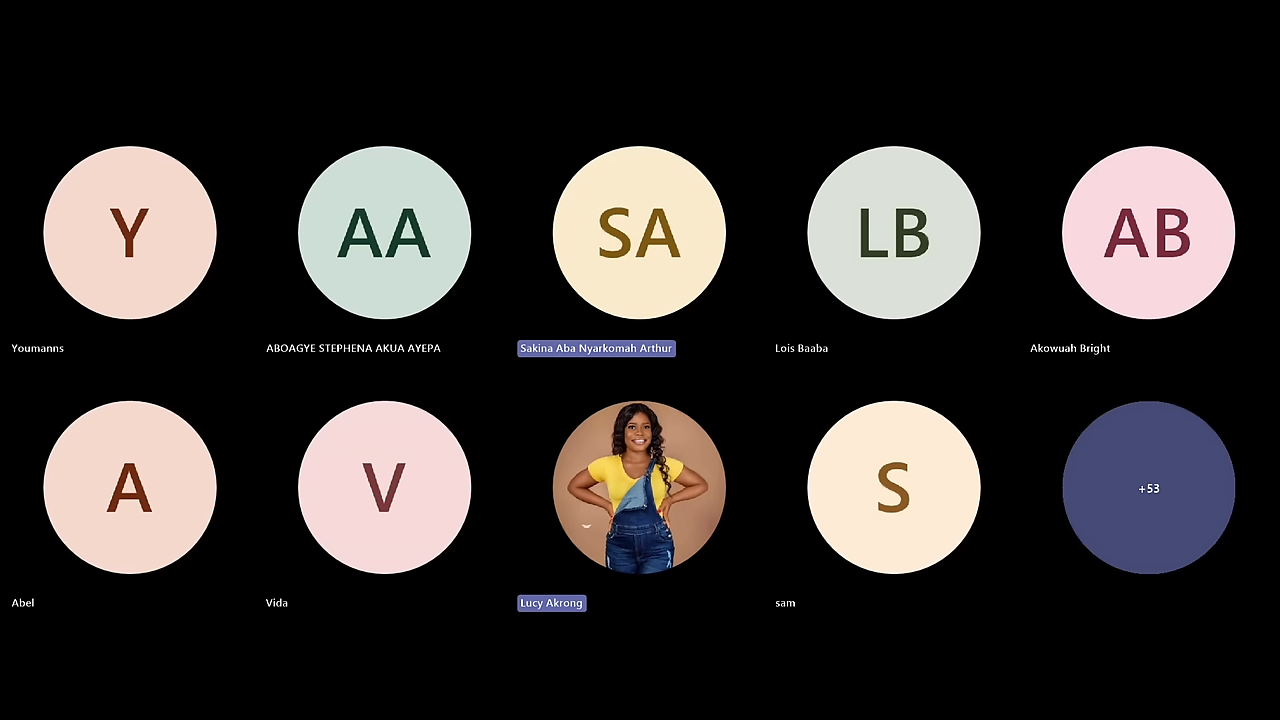 Y
AA
SA
LB
AB
Youmanns
ABOAGYE STEPHENA AKUA AYEPA
Sakina Aba Nyarkomah Arthur
Lois Baaba
Akowuah Bright
A
V
S
+53
Abel
Vida
Lucy Akrong
sam